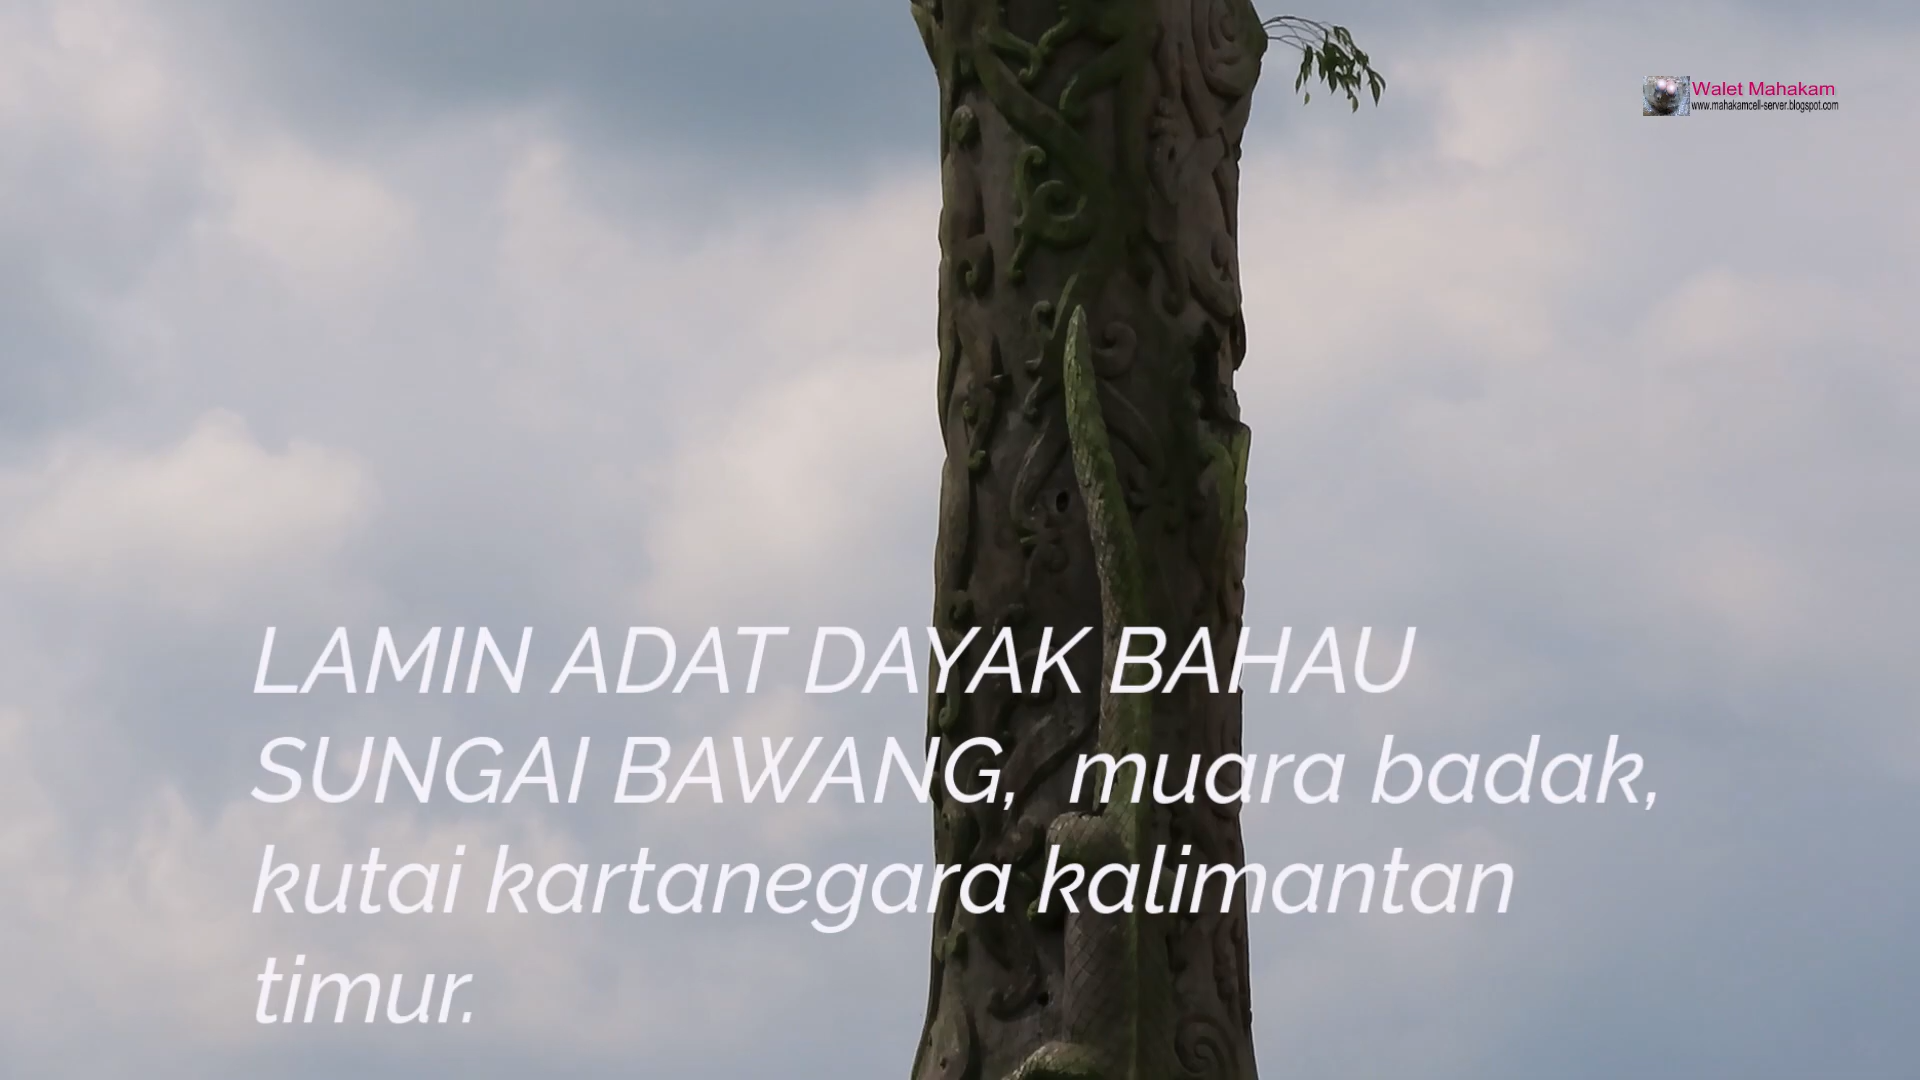 Walet Mahakam
www.mahakamcell-server.blogspot.com
LAMIN ADAT DAYAK BAHAU
SUNGAI BAWANG, muara badak,
kutai kartanegara kalimantan
timur.